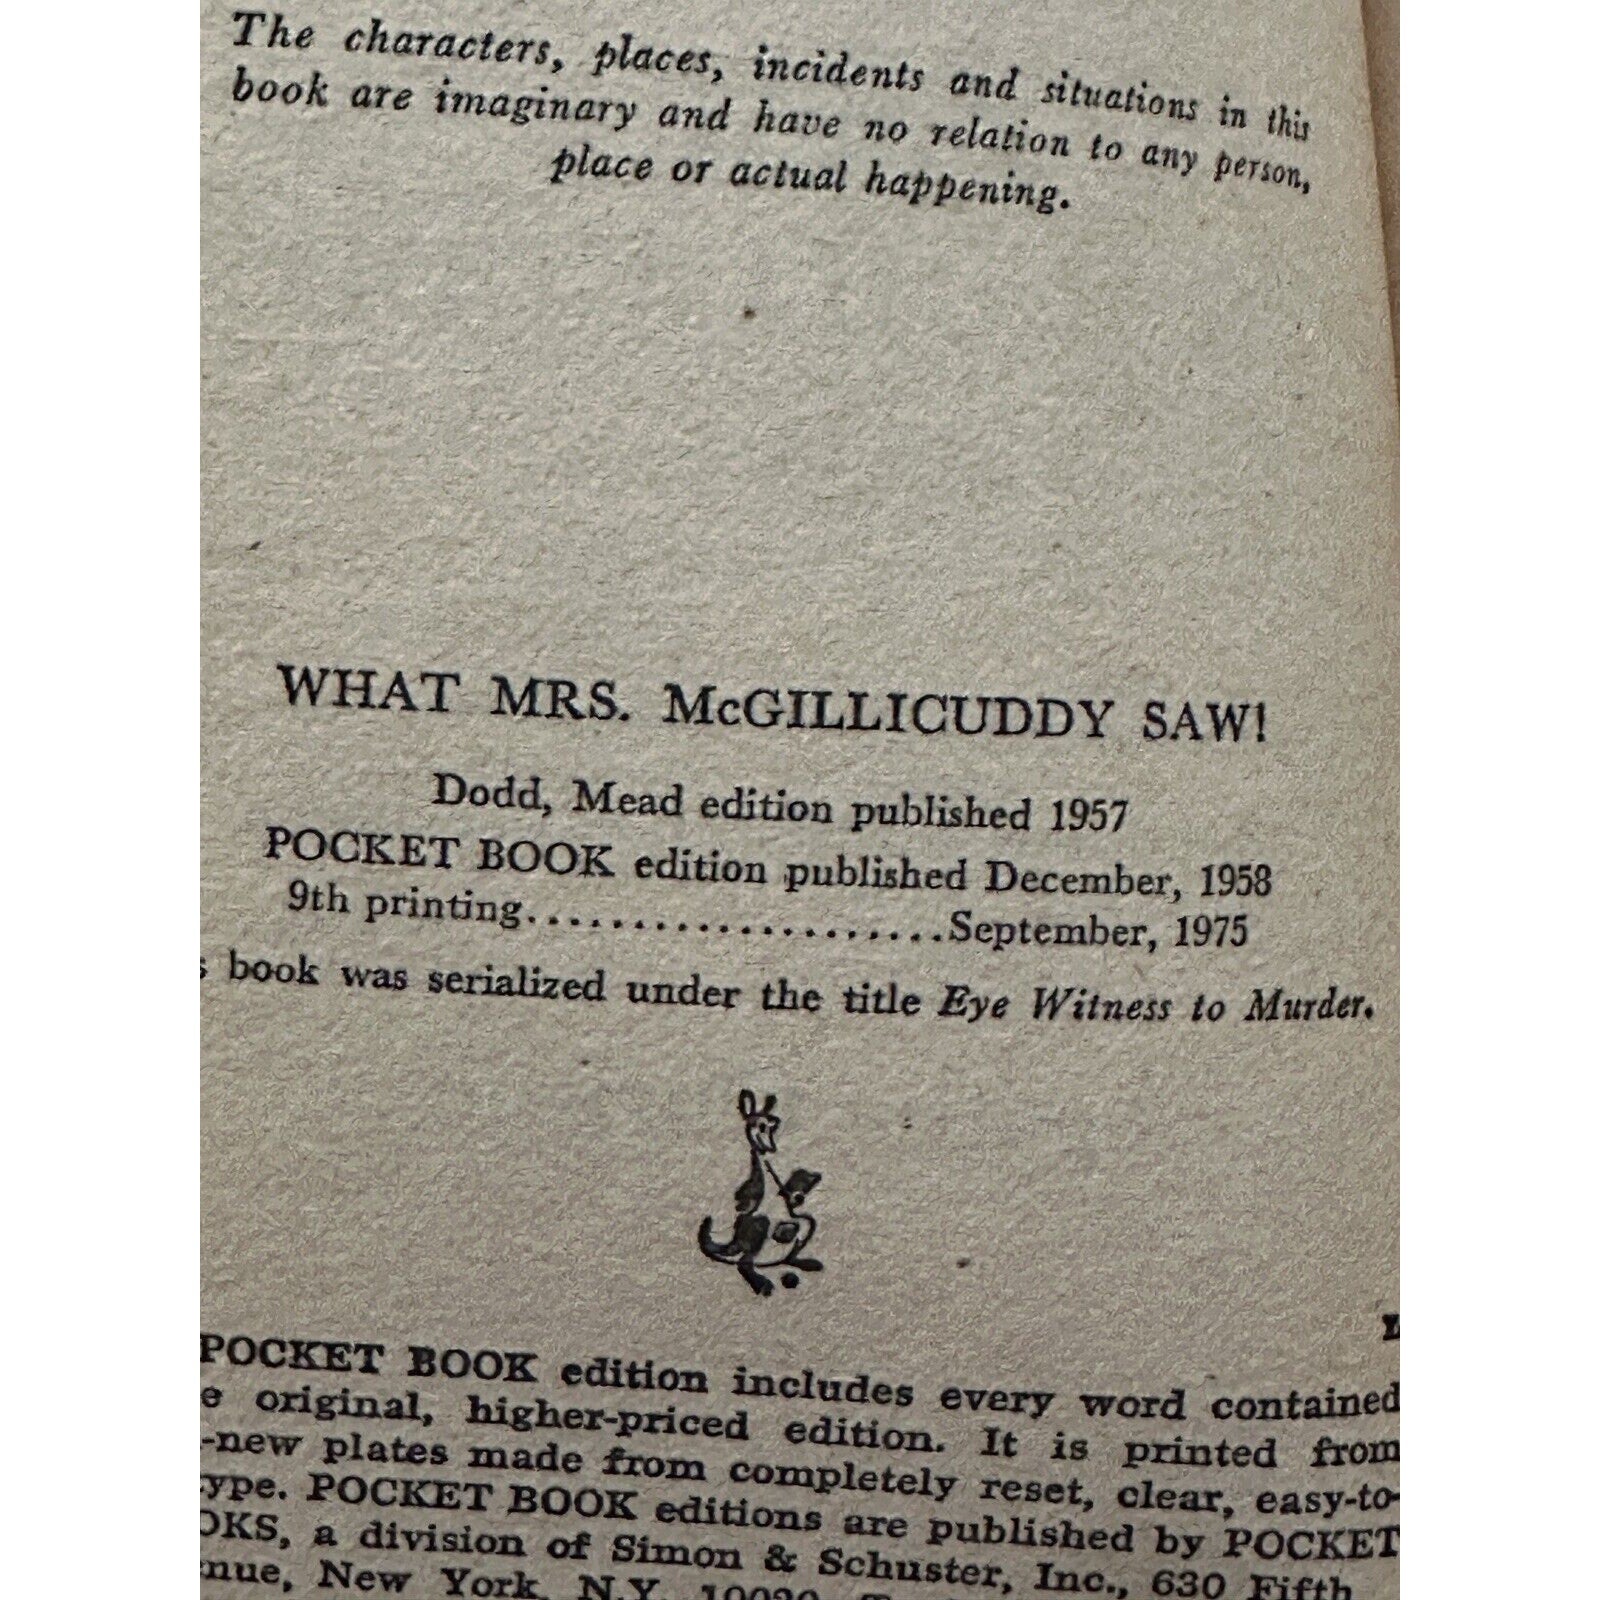 The characters, places, incidents and situations in this
book are imaginary and have no relation to any person,
place or actual happening.
WHAT MRS. McGILLICUDDY SAW!
Dodd, Mead edition published 1957
POCKET BOOK edition published December, 1958
9th printing.....................September, 1975
s book was serialized under the title Eye Witness to Murder.
L
POCKET BOOK edition includes every word contained
e original, higher-priced edition. It is printed from
-new plates made from completely reset, clear, easy-to-
ype. POCKET BOOK editions are published by POCKET
OKS, a division of Simon & Schuster, Inc., 630 Fifth
nue, New York, N.Y. 10020.